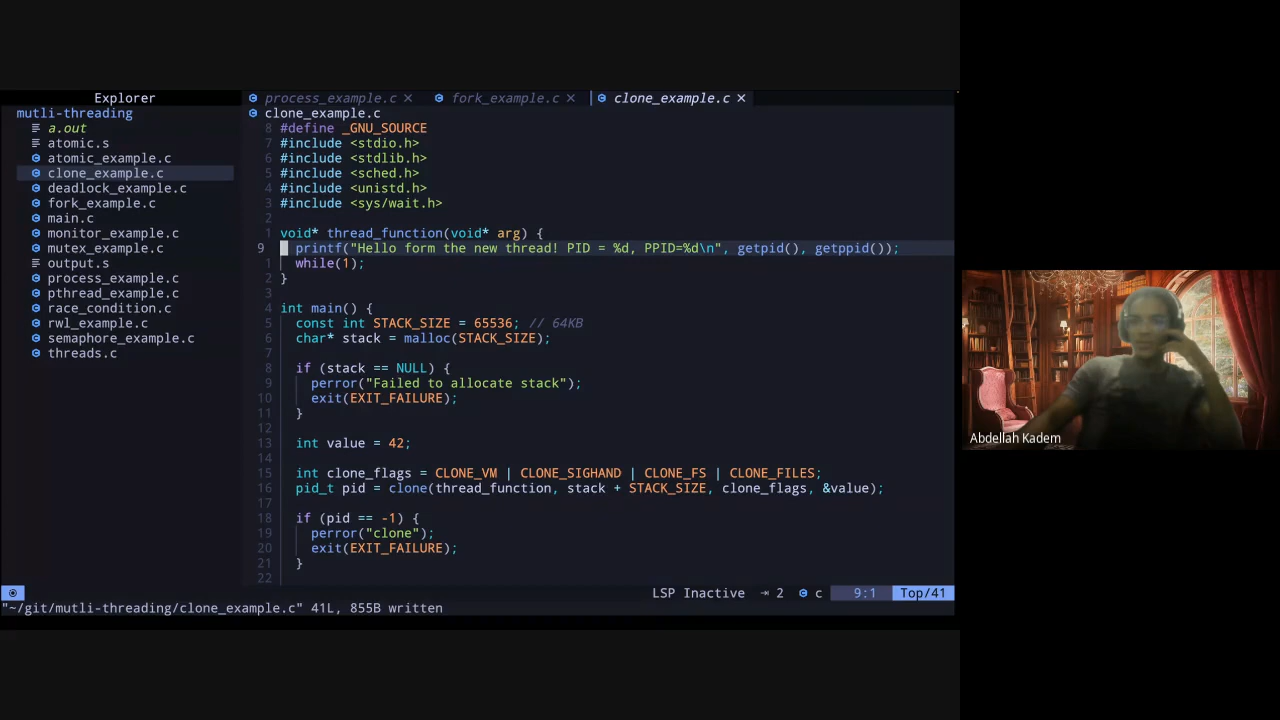 Explorer
mutli-threading
a.out
atomic.s
atomic_example.c
clone_example.c
deadlock_example.c
fork_example.c
main.c
monitor_example.c
mutex_example.c
output.s
process_example.c
pthread_example.c
race_condition.c
rwl_example.c
semaphore_example.c
threads.c
process_example.c × fork_example.c × clone_example.c ×
clone_example.c
8 #define _GNU_SOURCE
7 #include <stdio.h>
6 #include <stdlib.h>
5 #include <sched.h>
4 #include <unistd.h>
3 #include <sys/wait.h>
2
1 void* thread_function(void* arg) {
9 printf("Hello form the new thread! PID = %d, PPID=%d\n", getpid(), getppid());
1 while(1);
2 }
3
4 int main() {
5 const int STACK_SIZE = 65536; // 64KB
6 char* stack = malloc(STACK_SIZE);
7
8 if (stack == NULL) {
9 perror("Failed to allocate stack");
10 exit(EXIT_FAILURE);
11 }
12
13 int value = 42;
14
15 int clone_flags = CLONE_VM | CLONE_SIGHAND | CLONE_FS | CLONE_FILES;
16 pid_t pid = clone(thread_function, stack + STACK_SIZE, clone_flags, &value);
17
18 if (pid == -1) {
19 perror("clone");
20 exit(EXIT_FAILURE);
21 }
22
LSP Inactive ⇥ 2 c 9:1 Top/41
"~/git/mutli-threading/clone_example.c" 41L, 855B written
Abdellah Kadem